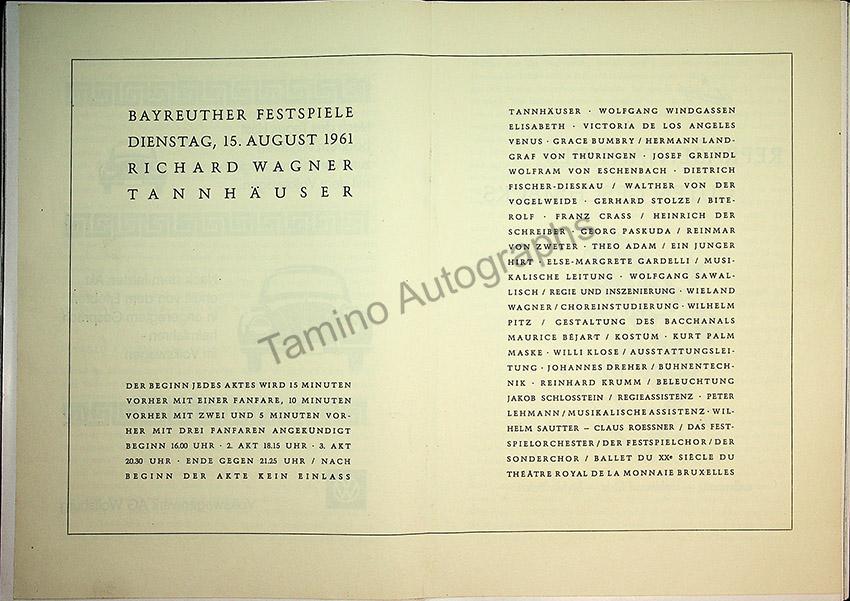 BAYREUTHER FESTSPIELE
DIENSTAG, 15. AUGUST 1961
RICHARD WAGNER
TANNHÄUSER
DER BEGINN JEDES AKTES WIRD 15 MINUTEN
VORHER MIT EINER FANFARE, 10 MINUTEN
VORHER MIT ZWEI UND 5 MINUTEN VOR-
HER MIT DREI FANFAREN ANGEKÜNDIGT
BEGINN 16.00 UHR · 2. AKT 18.15 UHR · 3. AKT
20.30 UHR · ENDE GEGEN 21.25 UHR / NACH
BEGINN DER AKTE KEIN EINLASS
TANNHÄUSER · WOLFGANG WINDGASSEN
ELISABETH · VICTORIA DE LOS ANGELES
VENUS · GRACE BUMBRY / HERMANN LAND-
GRAF VON THÜRINGEN · JOSEF GREINDL
WOLFRAM VON ESCHENBACH · DIETRICH
FISCHER-DIESKAU / WALTHER VON DER
VOGELWEIDE · GERHARD STOLZE / BITE-
ROLF · FRANZ CRASS / HEINRICH DER
SCHREIBER · GEORG PASKUDA / REINMAR
VON ZWETER · THEO ADAM / EIN JUNGER
HIRT · ELSE-MARGRETE GARDELLI / MUSI-
KALISCHE LEITUNG · WOLFGANG SAWAL-
LISCH / REGIE UND INSZENIERUNG · WIELAND
WAGNER / CHOREINSTUDIERUNG · WILHELM
PITZ / GESTALTUNG DES BACCHANALS
MAURICE BÉJART / KOSTÜM · KURT PALM
MASKE · WILLI KLOSE / AUSSTATTUNGSLEI-
TUNG · JOHANNES DREHER / BÜHNENTECH-
NIK · REINHARD KRUMM / BELEUCHTUNG
JAKOB SCHLOSSTEIN / REGIEASSISTENZ · PETER
LEHMANN / MUSIKALISCHE ASSISTENZ · WIL-
HELM SAUTTER – CLAUS ROESSNER / DAS FEST-
SPIELORCHESTER / DER FESTSPIELCHOR / DER
SONDERCHOR / BALLET DU XXe SIÈCLE DU
THÉATRE ROYAL DE LA MONNAIE BRUXELLES
Tamino Autographs